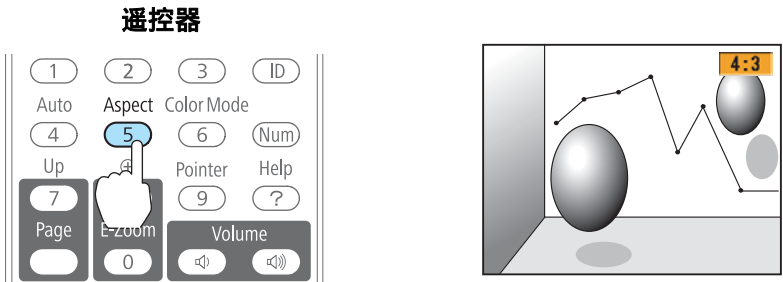 遥控器
1 2 3 ID
Auto Aspect Color Mode
4 5 6 Num
Up Pointer Help
7 9 ?
Page E-Zoom Volume
0
4:3